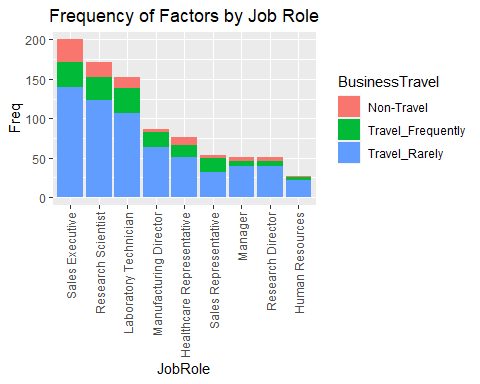 Frequency of Factors by Job Role
Freq
200
150
100
50
0
Sales Executive
Research Scientist
Laboratory Technician
Manufacturing Director
Healthcare Representative
Sales Representative
Manager
Research Director
Human Resources
JobRole
BusinessTravel
Non-Travel
Travel_Frequently
Travel_Rarely